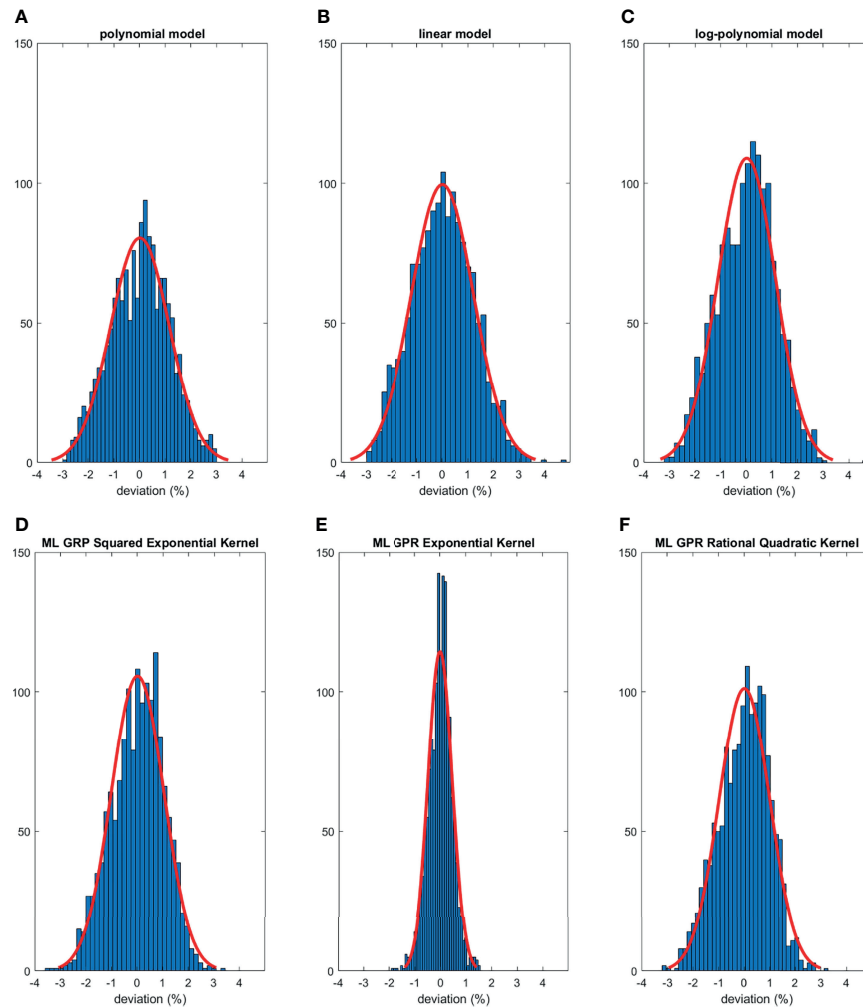 A
B
C
polynomial model
linear model
log-polynomial model
150
100
50
0
-4 -3 -2 -1 0 1 2 3 4
deviation (%)
150
100
50
0
-4 -3 -2 -1 0 1 2 3 4
deviation (%)
150
100
50
0
-4 -3 -2 -1 0 1 2 3 4
deviation (%)
D
E
F
ML GRP Squared Exponential Kernel
ML GPR Exponential Kernel
ML GPR Rational Quadratic Kernel
150
100
50
0
-4 -3 -2 -1 0 1 2 3 4
deviation (%)
150
100
50
0
-4 -3 -2 -1 0 1 2 3 4
deviation (%)
150
100
50
0
-4 -3 -2 -1 0 1 2 3 4
deviation (%)